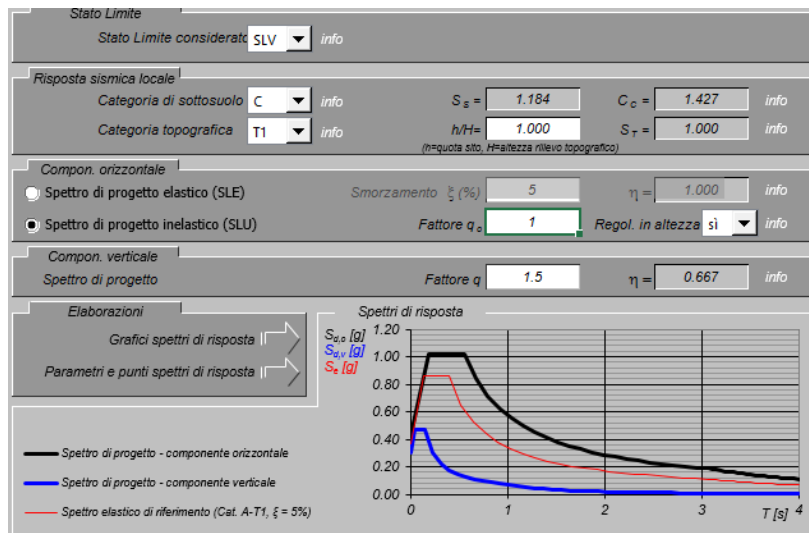 Stato Limite
Stato Limite considerato SLV info
Risposta sismica locale
Categoria di sottosuolo C info S_S = 1.184 C_C = 1.427 info
Categoria topografica T1 info h/H= 1.000 S_T = 1.000 info
(h=quota sito, H=altezza rilievo topografico)
Compon. orizzontale
Spettro di progetto elastico (SLE) Smorzamento ξ (%) 5 η = 1.000 info
Spettro di progetto inelastico (SLU) Fattore q_o 1 Regol. in altezza sì info
Compon. verticale
Spettro di progetto Fattore q 1.5 η = 0.667 info
Elaborazioni
Grafici spettri di risposta
Parametri e punti spettri di risposta
Spettri di risposta
S_d,o [g]
S_d,v [g]
S_e [g]
1.20
1.00
0.80
0.60
0.40
0.20
0.00
0 1 2 3 T [s] 4
Spettro di progetto - componente orizzontale
Spettro di progetto - componente verticale
Spettro elastico di riferimento (Cat. A-T1, ξ = 5%)